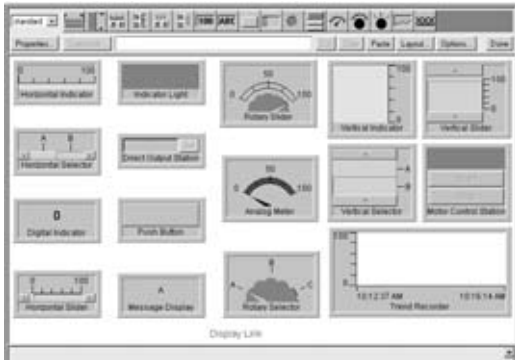 standard
100 ABC
Properties...
Paste Layout... Options... Done
0 100
Horizontal Indicator
Indicator Light
50
0 100
Rotary Slider
100
0
Vertical Indicator
100
0
Vertical Slider
A B
Horizontal Selector
Direct Output Station
50
0 100
Analog Meter
A
B
Vertical Selector
Motor Control Station
0
Digital Indicator
Push Button
0 100
Horizontal Slider
A
Message Display
B
A C
Rotary Selector
0
10:12:37 AM 10:19:14 AM
Trend Recorder
Display Link